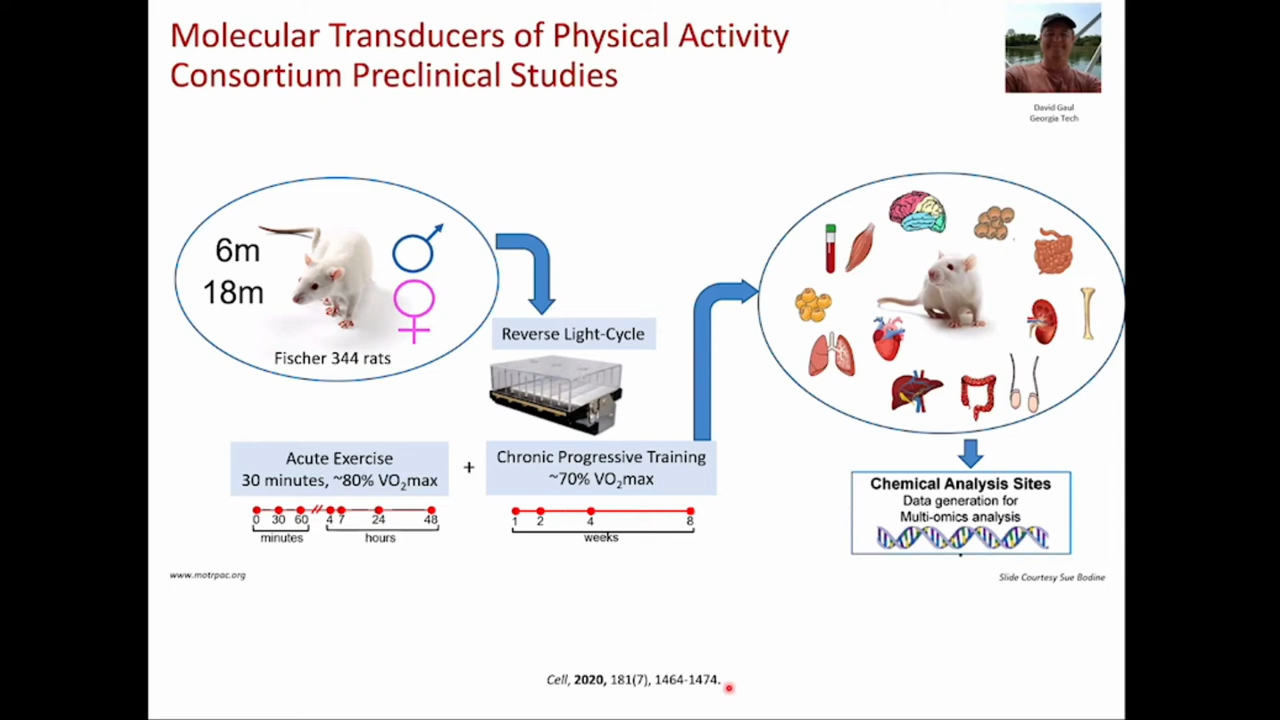 Molecular Transducers of Physical Activity
Consortium Preclinical Studies
David Gaul
Georgia Tech
6m
18m
Fischer 344 rats
Reverse Light-Cycle
Acute Exercise
30 minutes, ~80% VO₂max
+
Chronic Progressive Training
~70% VO₂max
0 30 60 4 7 24 48
minutes hours
1 2 4 8
weeks
Chemical Analysis Sites
Data generation for
Multi-omics analysis
www.motrpac.org
Slide Courtesy Sue Bodine
Cell, 2020, 181(7), 1464-1474.